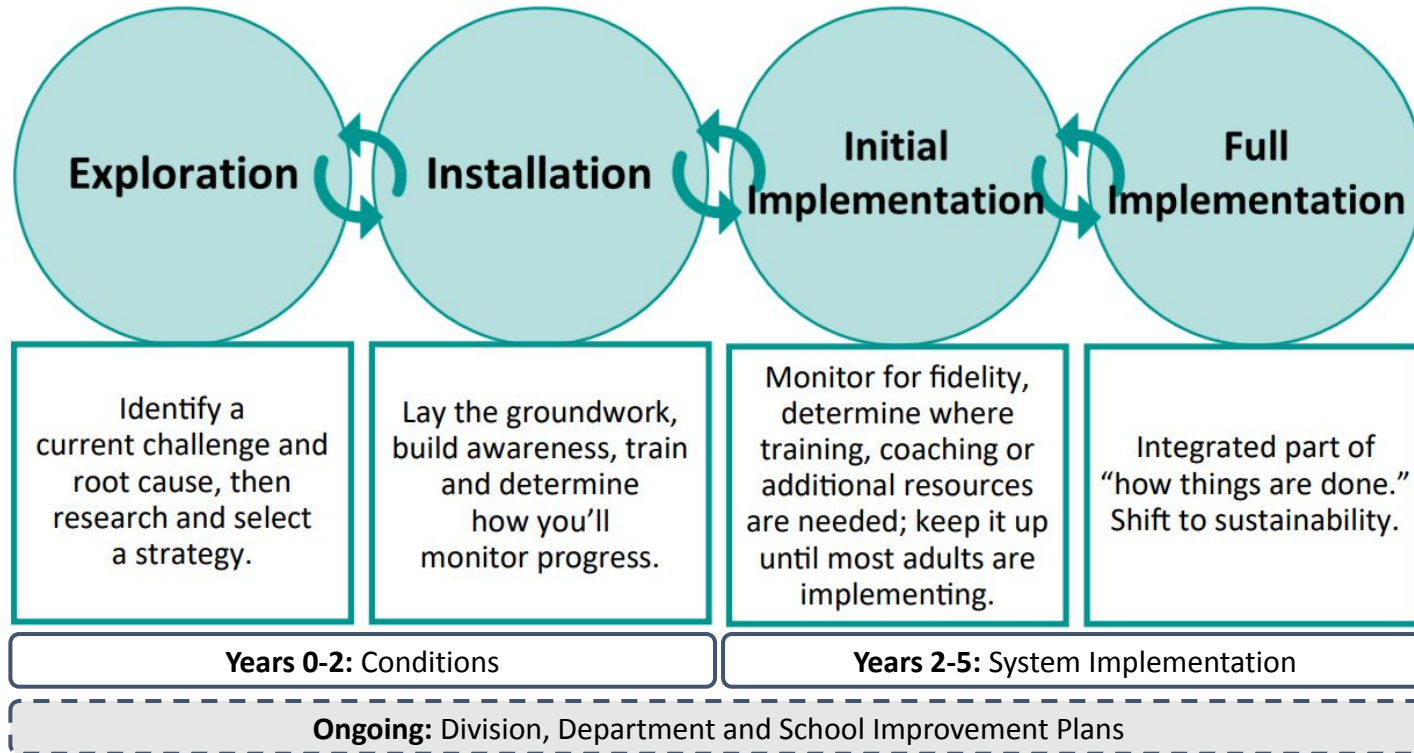 Exploration
Installation
Initial
Implementation
Full
Implementation
Identify a
current challenge and
root cause, then
research and select
a strategy.
Lay the groundwork,
build awareness, train
and determine
how you’ll
monitor progress.
Monitor for fidelity,
determine where
training, coaching or
additional resources
are needed; keep it up
until most adults are
implementing.
Integrated part of
“how things are done.”
Shift to sustainability.
Years 0-2: Conditions
Years 2-5: System Implementation
Ongoing: Division, Department and School Improvement Plans